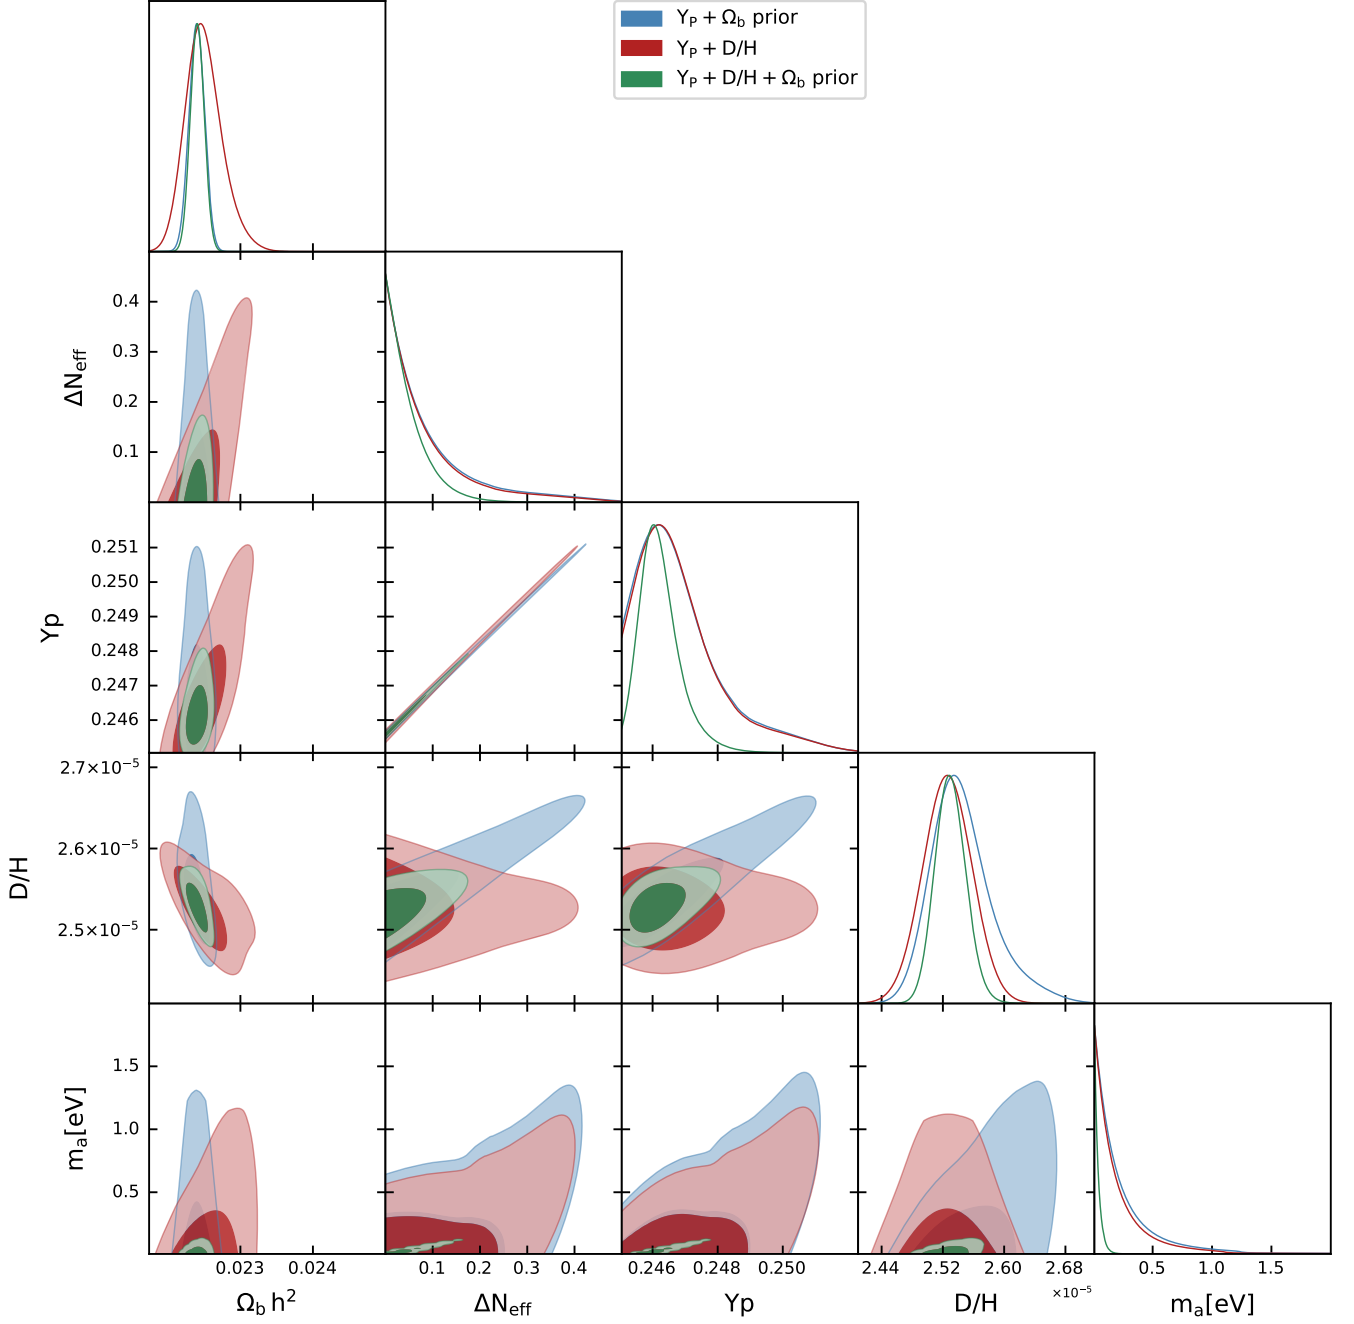 Y_P + Ω_b prior
Y_P + D/H
Y_P + D/H + Ω_b prior
ΔN_eff
0.4
0.3
0.2
0.1
Yp
0.251
0.250
0.249
0.248
0.247
0.246
D/H
2.7×10⁻⁵
2.6×10⁻⁵
2.5×10⁻⁵
m_a[eV]
1.5
1.0
0.5
0.023 0.024
0.1 0.2 0.3 0.4
0.246 0.248 0.250
2.44 2.52 2.60 2.68
×10⁻⁵
0.5 1.0 1.5
Ω_b h² ΔN_eff Yp D/H m_a[eV]